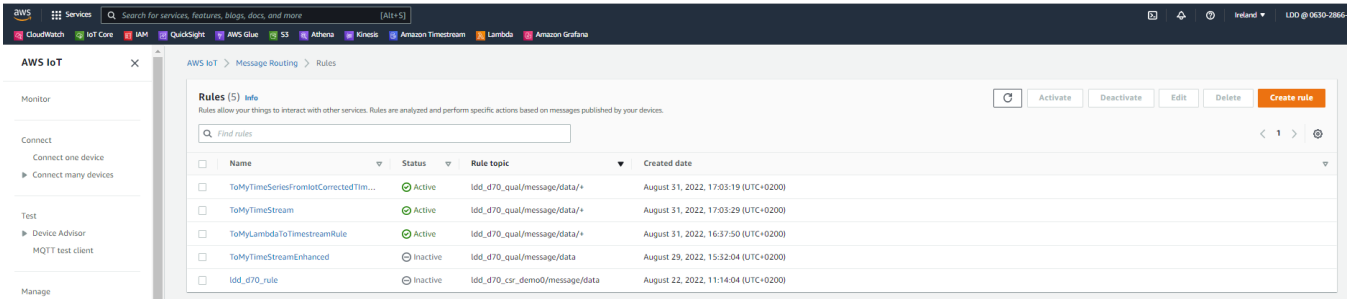 aws Services Search for services, features, blogs, docs, and more [Alt+S] Ireland ▼ LDD @ 0630-2866-
CloudWatch IoT Core IAM QuickSight AWS Glue S3 Athena Kinesis Amazon Timestream Lambda Amazon Grafana
AWS IoT
AWS IoT > Message Routing > Rules
Monitor
Connect
Connect one device
Connect many devices
Test
Device Advisor
MQTT test client
Manage
Rules (5) Info
Rules allow your things to interact with other services. Rules are analyzed and perform specific actions based on messages published by your devices.
Activate Deactivate Edit Delete Create rule
Find rules
< 1 >
Name Status Rule topic Created date
ToMyTimeSeriesFromIotCorrectedTIm... Active ldd_d70_qual/message/data/+ August 31, 2022, 17:03:19 (UTC+0200)
ToMyTimeStream Active ldd_d70_qual/message/data/+ August 31, 2022, 17:03:29 (UTC+0200)
ToMyLambdaToTimestreamRule Active ldd_d70_qual/message/data/+ August 31, 2022, 16:37:50 (UTC+0200)
ToMyTimeStreamEnhanced Inactive ldd_d70_qual/message/data August 29, 2022, 15:32:04 (UTC+0200)
ldd_d70_rule Inactive ldd_d70_csr_demo0/message/data August 22, 2022, 11:14:04 (UTC+0200)